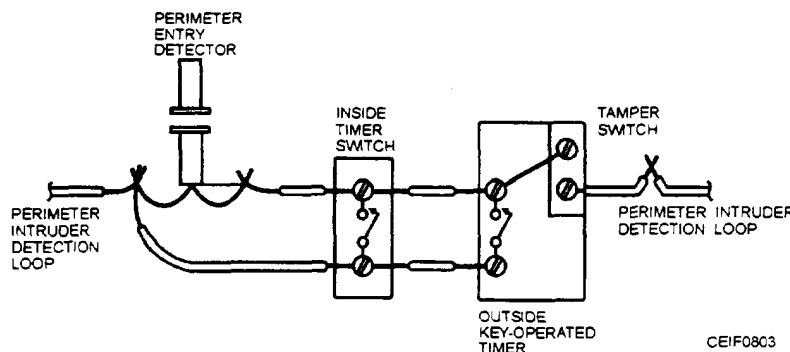 PERIMETER
ENTRY
DETECTOR
INSIDE
TIMER
SWITCH
TAMPER
SWITCH
PERIMETER
INTRUDER
DETECTION
LOOP
PERIMETER INTRUDER
DETECTION LOOP
OUTSIDE
KEY-OPERATED
TIMER
CEIF0803